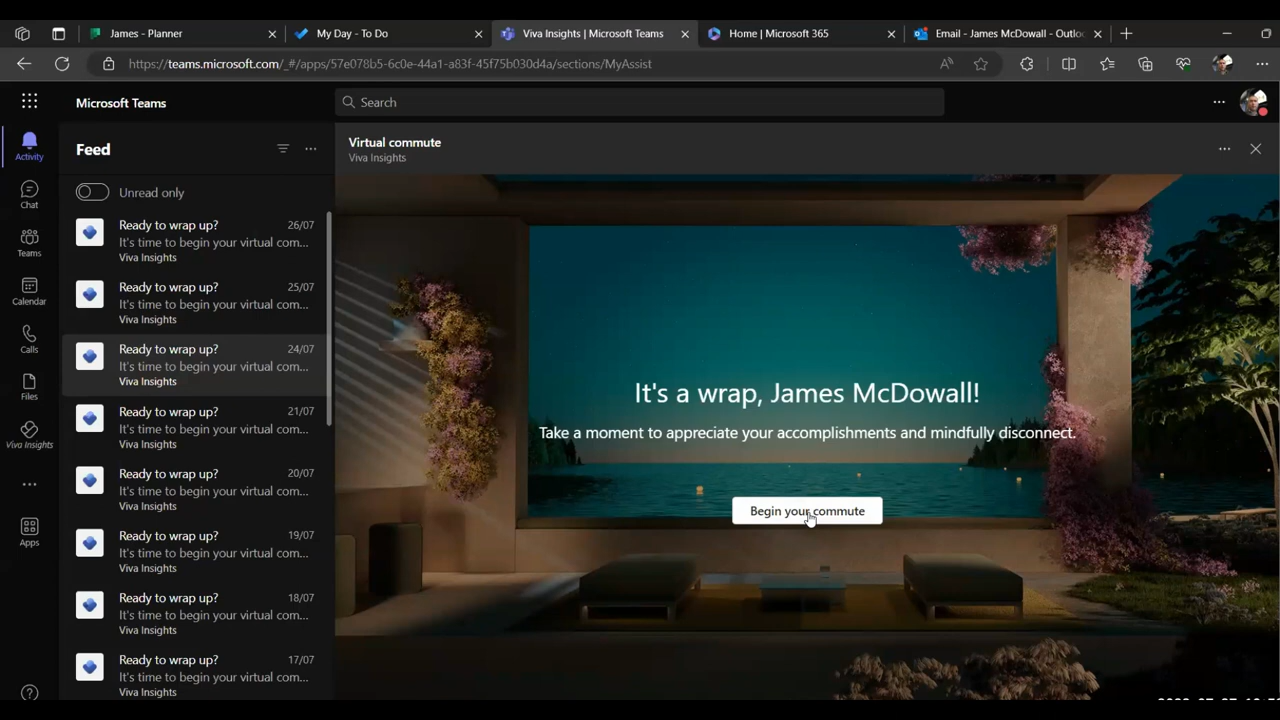 James - Planner
My Day - To Do
Viva Insights | Microsoft Teams
Home | Microsoft 365
Email - James McDowall - Outloo
https://teams.microsoft.com/_#/apps/57e078b5-6c0e-44a1-a83f-45f75b030d4a/sections/MyAssist
Microsoft Teams
Search
Activity
Chat
Teams
Calendar
Calls
Files
Viva Insights
Apps
Feed
Unread only
Ready to wrap up? 26/07
It's time to begin your virtual com...
Viva Insights
Ready to wrap up? 25/07
It's time to begin your virtual com...
Viva Insights
Ready to wrap up? 24/07
It's time to begin your virtual com...
Viva Insights
Ready to wrap up? 21/07
It's time to begin your virtual com...
Viva Insights
Ready to wrap up? 20/07
It's time to begin your virtual com...
Viva Insights
Ready to wrap up? 19/07
It's time to begin your virtual com...
Viva Insights
Ready to wrap up? 18/07
It's time to begin your virtual com...
Viva Insights
Ready to wrap up? 17/07
It's time to begin your virtual com...
Viva Insights
Virtual commute
Viva Insights
It's a wrap, James McDowall!
Take a moment to appreciate your accomplishments and mindfully disconnect.
Begin your commute